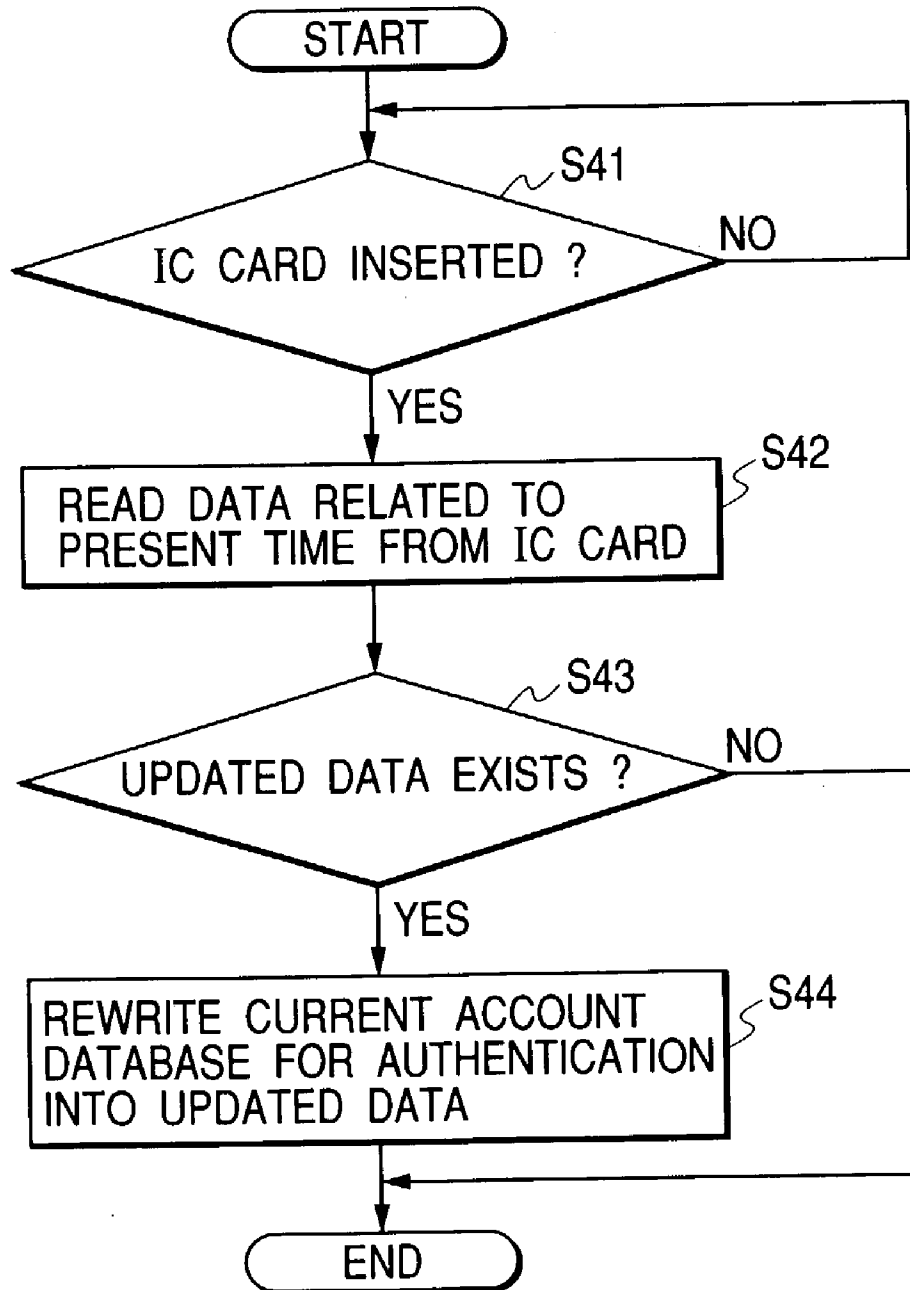 START
S41
IC CARD INSERTED ?
NO
YES
S42
READ DATA RELATED TO
PRESENT TIME FROM IC CARD
S43
UPDATED DATA EXISTS ?
NO
YES
S44
REWRITE CURRENT ACCOUNT
DATABASE FOR AUTHENTICATION
INTO UPDATED DATA
END